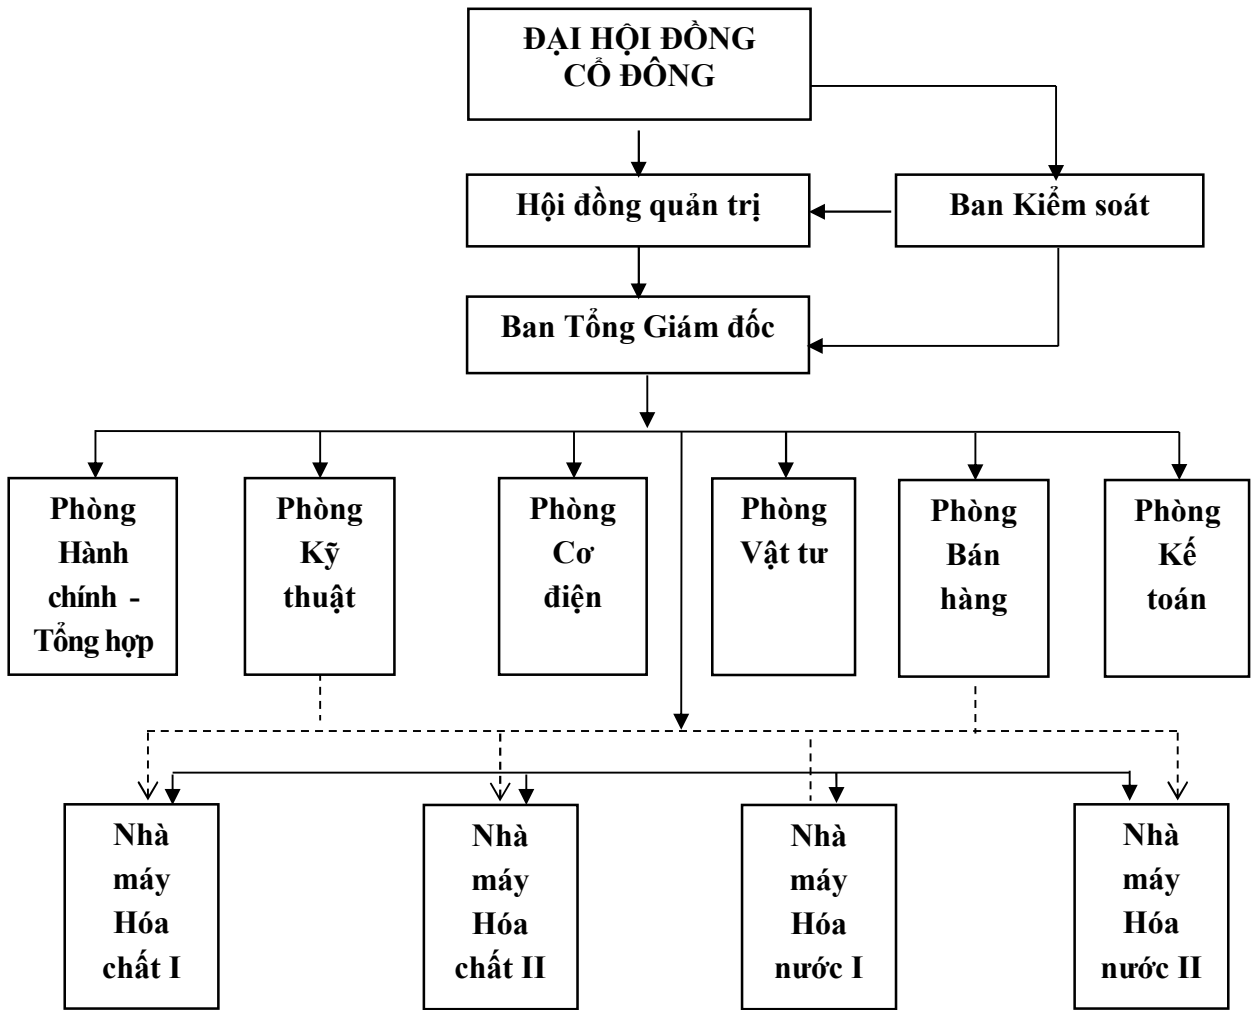 ĐẠI HỘI ĐỒNG
CỔ ĐÔNG
Hội đồng quản trị
Ban Kiểm soát
Ban Tổng Giám đốc
Phòng
Hành
chính -
Tổng hợp
Phòng
Kỹ
thuật
Phòng
Cơ
điện
Phòng
Vật tư
Phòng
Bán
hàng
Phòng
Kế
toán
Nhà
máy
Hóa
chất I
Nhà
máy
Hóa
chất II
Nhà
máy
Hóa
nước I
Nhà
máy
Hóa
nước II